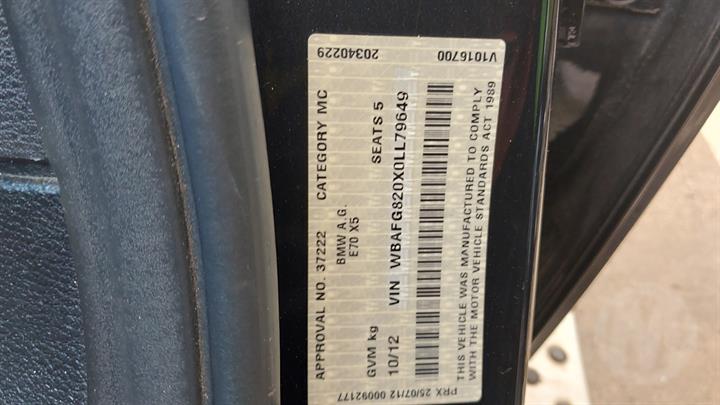 APPROVAL NO. 37222 CATEGORY MC
BMW A.G.
E70 X5
GVM kg SEATS 5
10/12 VIN WBAFG820X0LL79649
THIS VEHICLE WAS MANUFACTURED TO COMPLY
WITH THE MOTOR VEHICLE STANDARDS ACT 1989
PRX 25/07/12 00092177
20340229
V1016700